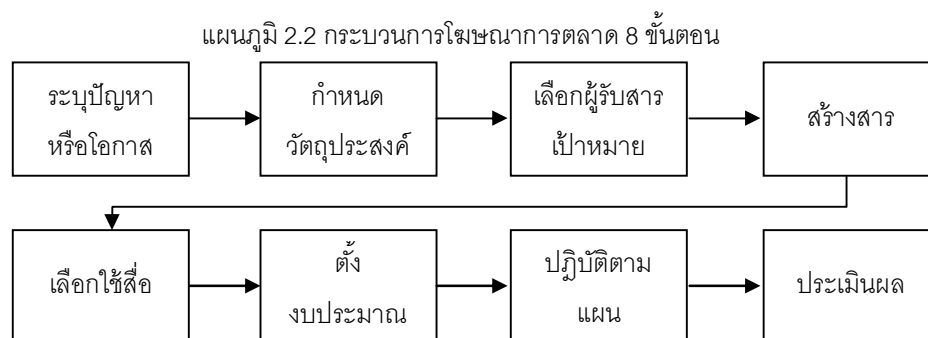 แผนภูมิ 2.2 กระบวนการโฆษณาการตลาด 8 ขั้นตอน
ระบุปัญหา
หรือโอกาส
กำหนด
วัตถุประสงค์
เลือกผู้รับสาร
เป้าหมาย
สร้างสาร
เลือกใช้สื่อ
ตั้ง
งบประมาณ
ปฏิบัติตาม
แผน
ประเมินผล